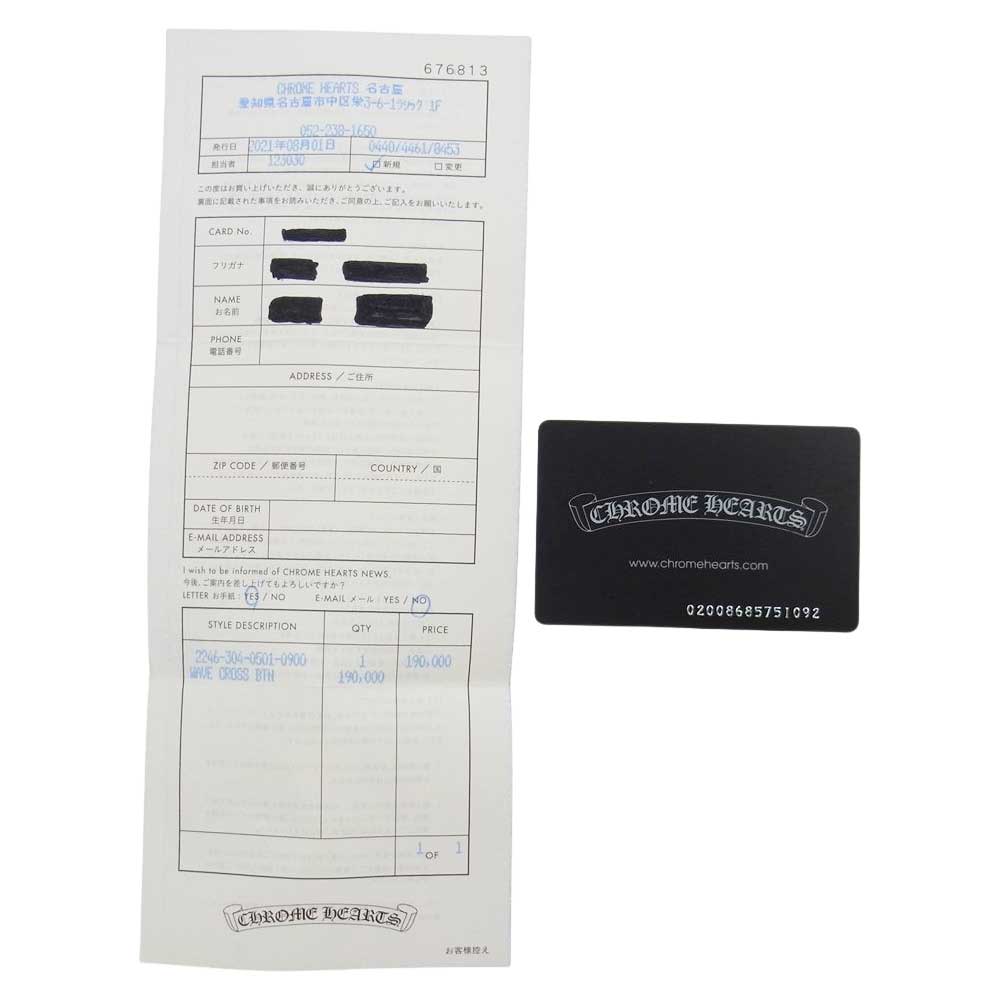 676813
CHROME HEARTS 名古屋
愛知県名古屋市中区栄3-6-1ラシック 1F
052-238-1650
発行日 2021年08月01日 0440/4461/8453
担当者 123030 ☑新規 □変更
この度はお買い上げいただき、誠にありがとうございます。
裏面に記載された事項をお読みいただき、ご同意の上、ご記入をお願いいたします。
CARD No.
フリガナ
NAME
お名前
PHONE
電話番号
ADDRESS / ご住所
ZIP CODE / 郵便番号 COUNTRY / 国
DATE OF BIRTH
生年月日
E-MAIL ADDRESS
メールアドレス
I wish to be informed of CHROME HEARTS NEWS.
今後、ご案内を差し上げてもよろしいですか?
LETTER お手紙 : YES / NO E-MAIL メール : YES / NO
STYLE DESCRIPTION QTY PRICE
2246-304-0501-0900 1 190,000
WAVE CROSS BTN 190,000
1 OF 1
CHROME HEARTS
お客様控え
CHROME HEARTS
www.chromehearts.com
02008685751092